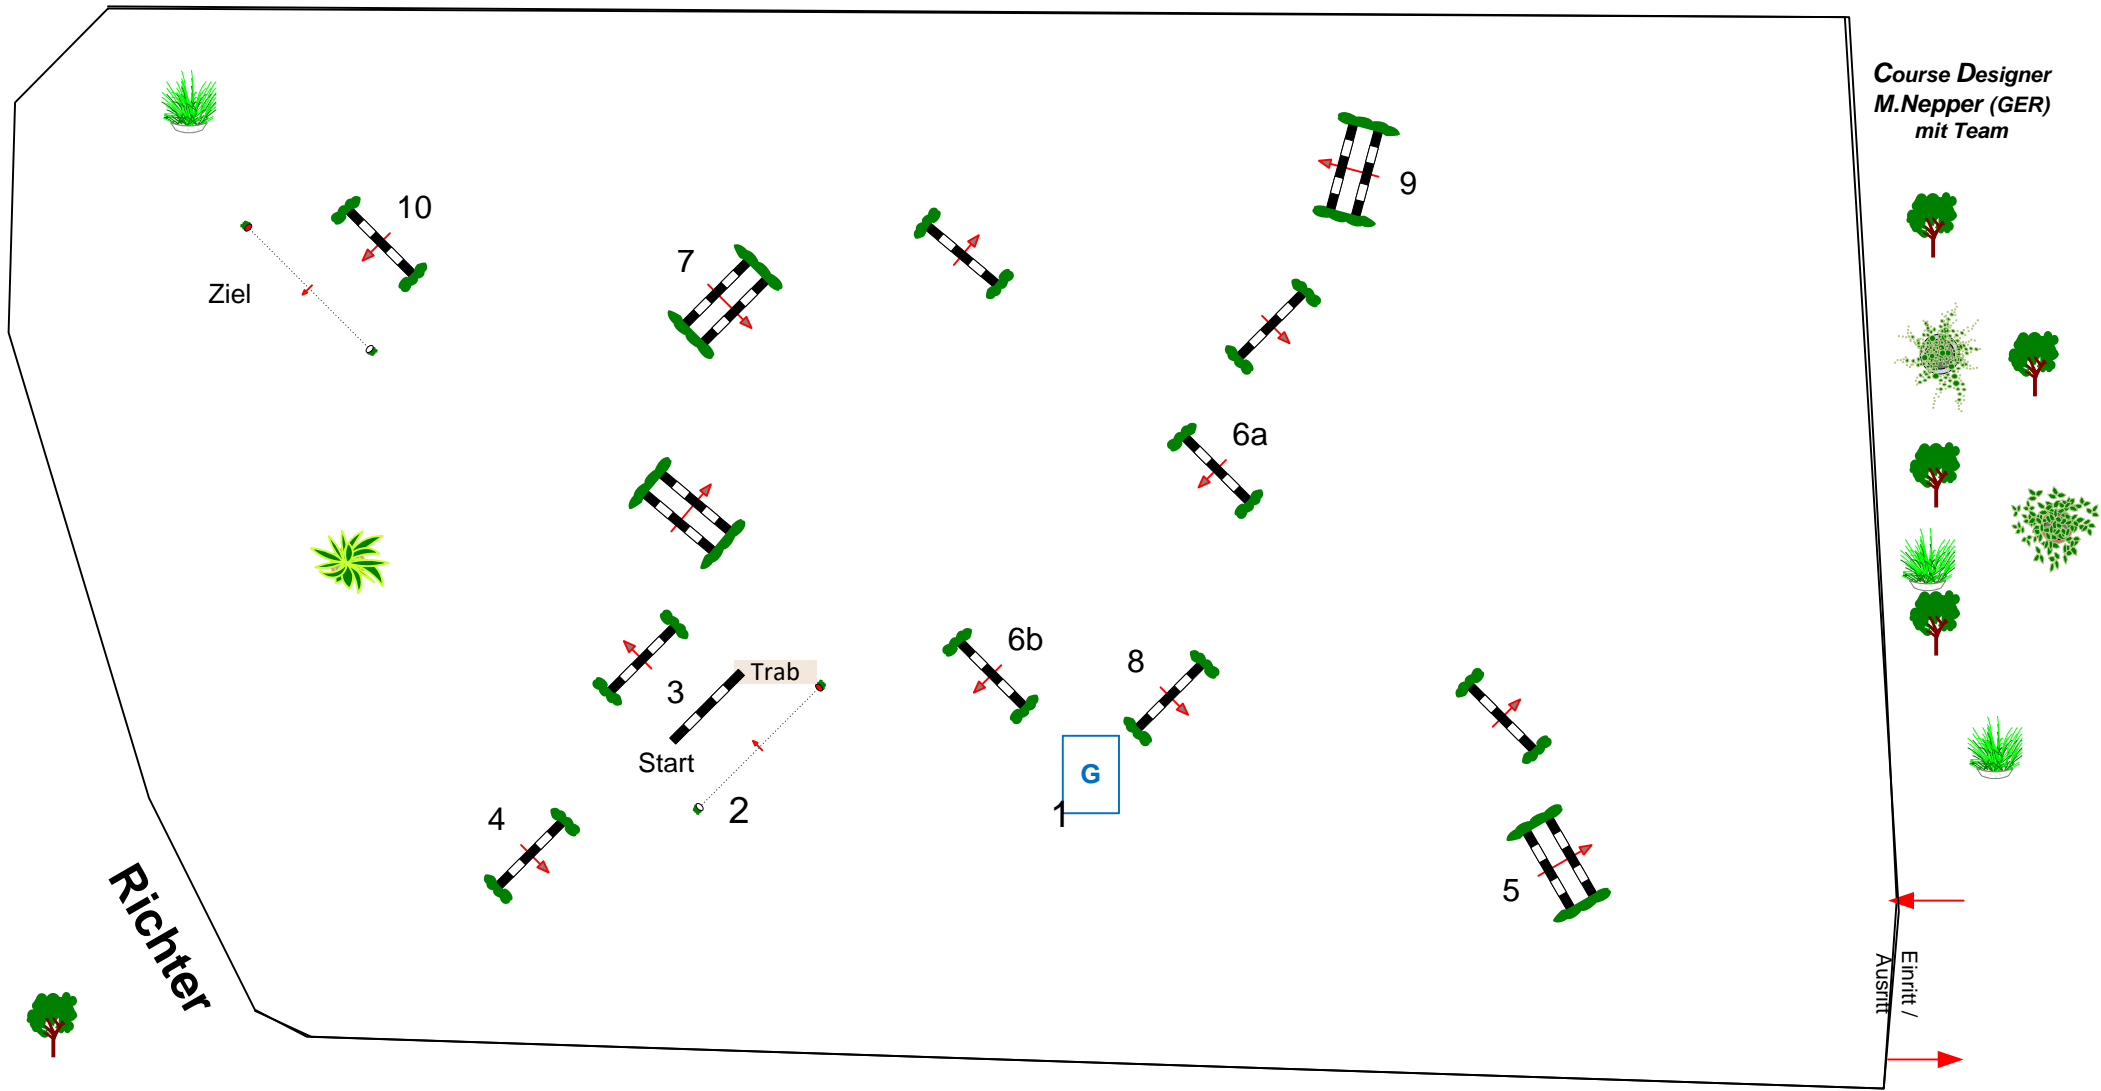 Course Designer
M.Nepper (GER)
mit Team
10
9
7
Ziel
6a
6b
8
Trab
3
Start
G
1
2
4
5
Richter
Einritt /
Ausritt